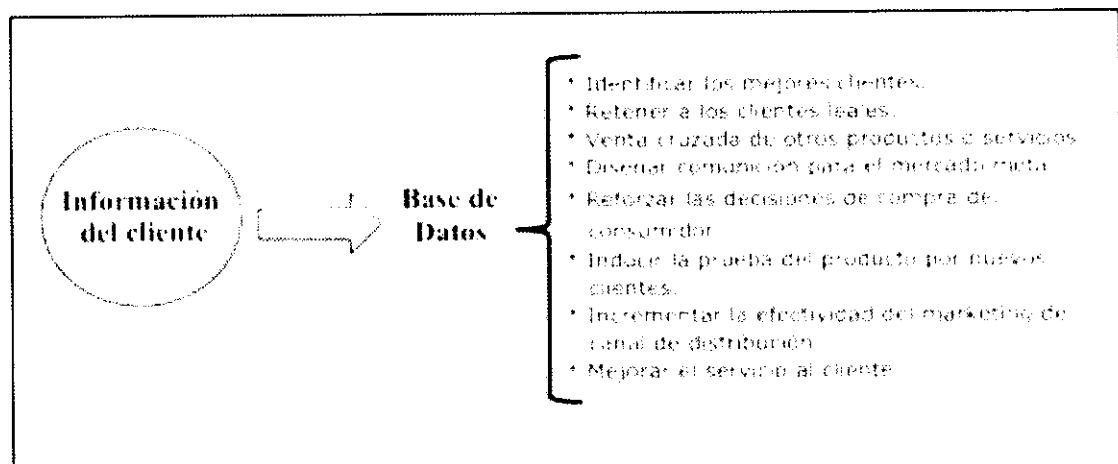 Información
del cliente
Base de
Datos
* Identificar los mejores clientes.
* Retener a los clientes leales.
* Venta cruzada de otros productos o servicios
* Diseñar comunición para el mercado meta
* Reforzar las decisiones de compra de
consumidor
* Inducir la prueba del producto por nuevos
clientes.
* Incrementar la efectividad del marketing de
canal de distribución
* Mejorar el servicio al cliente